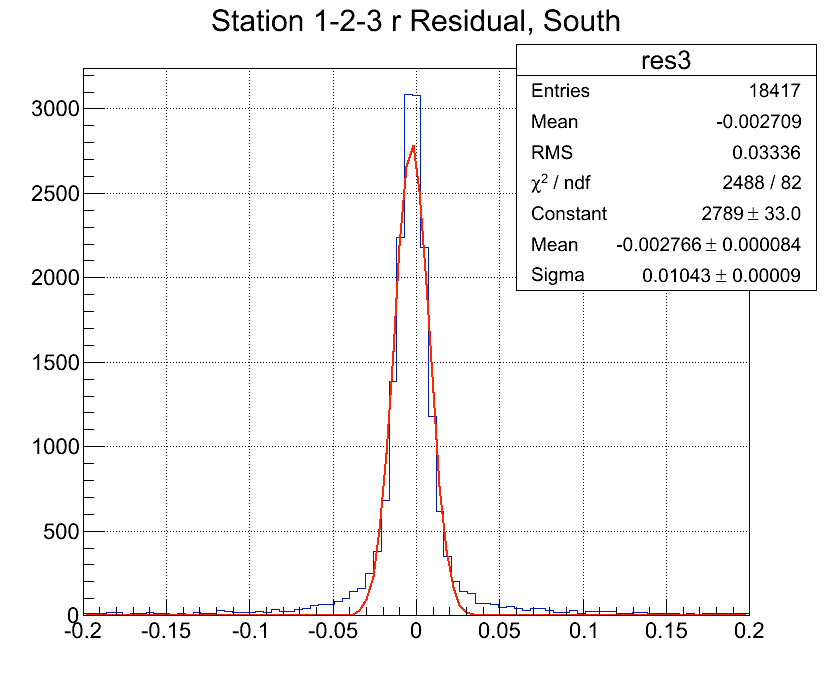 Station 1-2-3 r Residual, South
res3
Entries 18417
Mean -0.002709
RMS 0.03336
χ² / ndf 2488 / 82
Constant 2789 ± 33.0
Mean -0.002766 ± 0.000084
Sigma 0.01043 ± 0.00009
3000
2500
2000
1500
1000
500
0
-0.2 -0.15 -0.1 -0.05 0 0.05 0.1 0.15 0.2